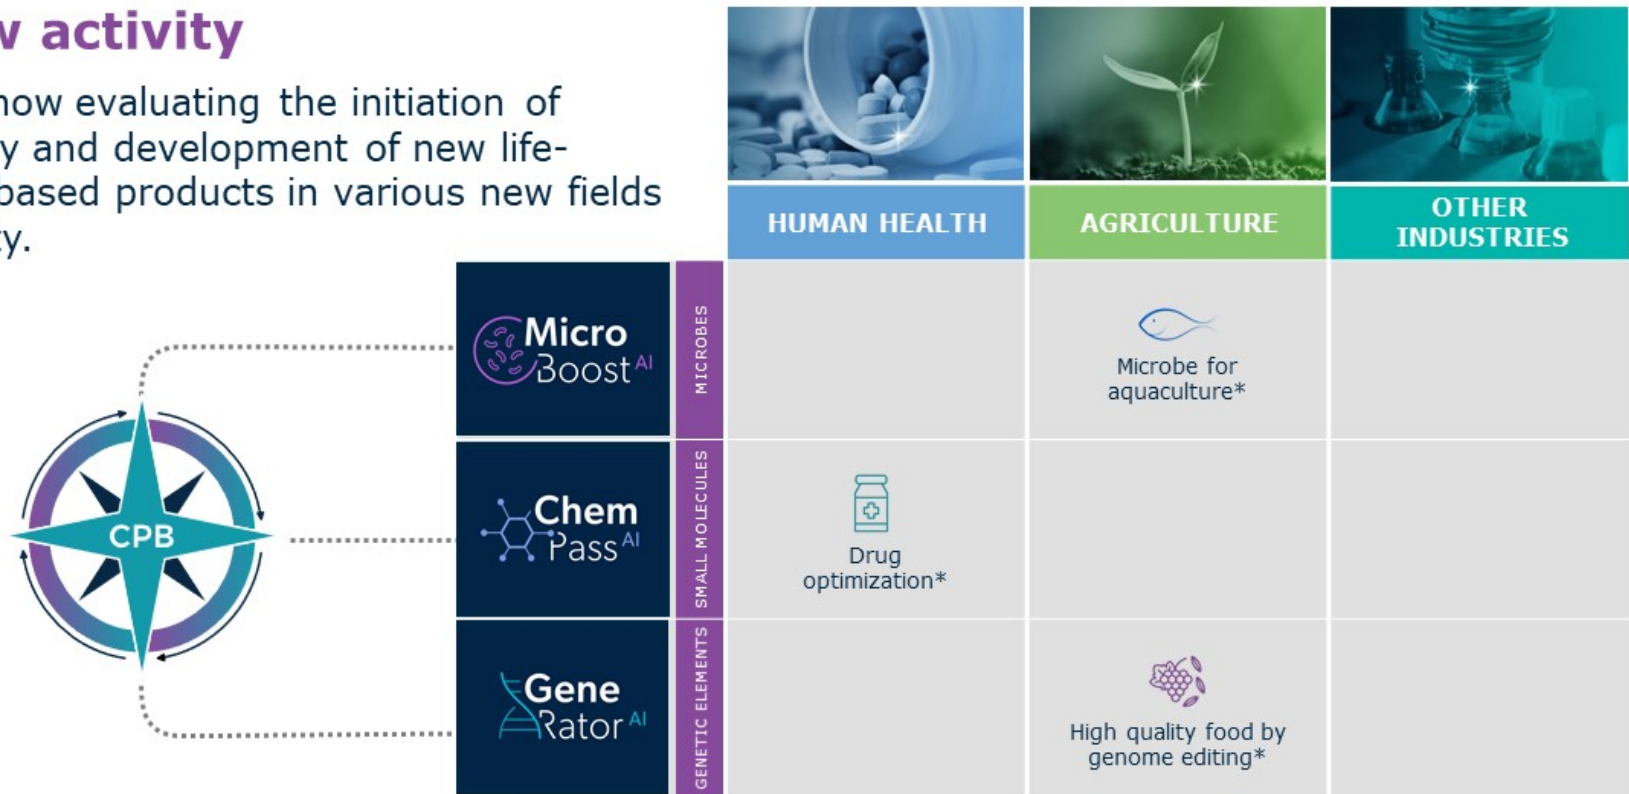 activity
now evaluating the initiation of
and development of new life-
based products in various new fields
HUMAN HEALTH
AGRICULTURE
OTHER
INDUSTRIES
Micro
Boost AI
MICROBES
Microbe for
aquaculture*
CPB
Chem
Pass AI
SMALL MOLECULES
Drug
optimization*
Gene
Rator AI
GENETIC ELEMENTS
High quality food by
genome editing*